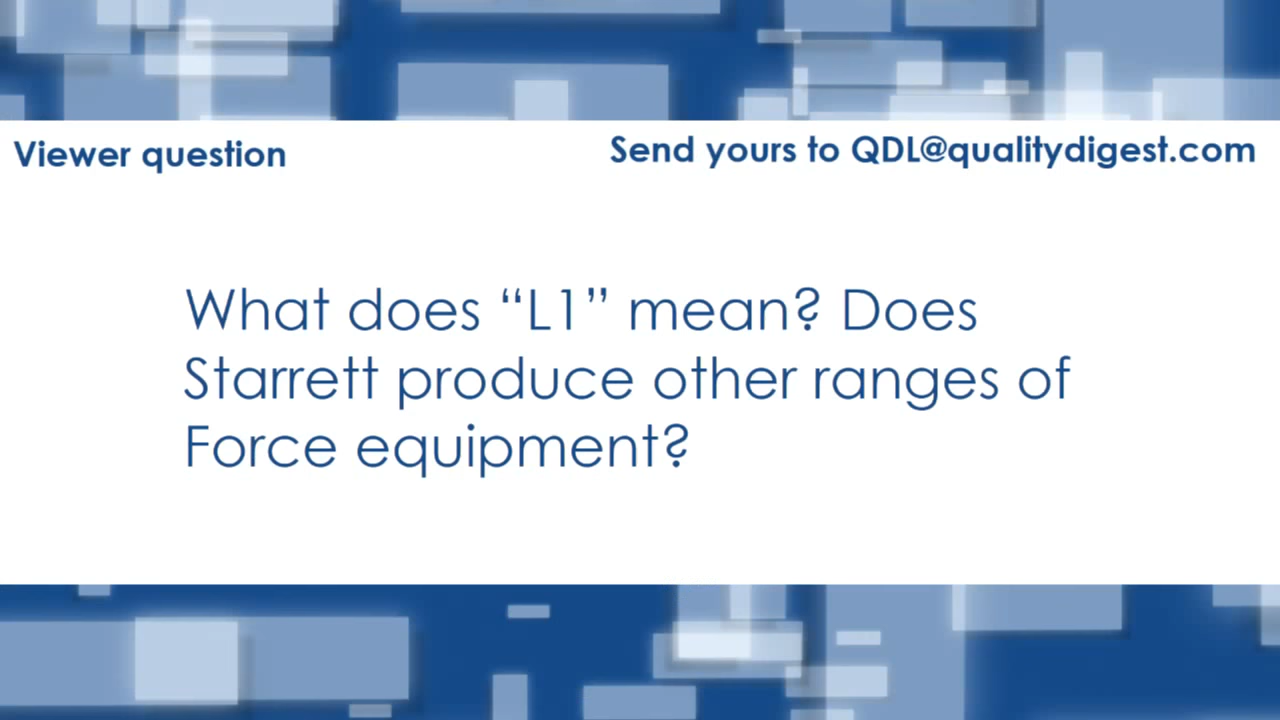 Viewer question
Send yours to QDL@qualitydigest.com
What does “L1” mean? Does
Starrett produce other ranges of
Force equipment?